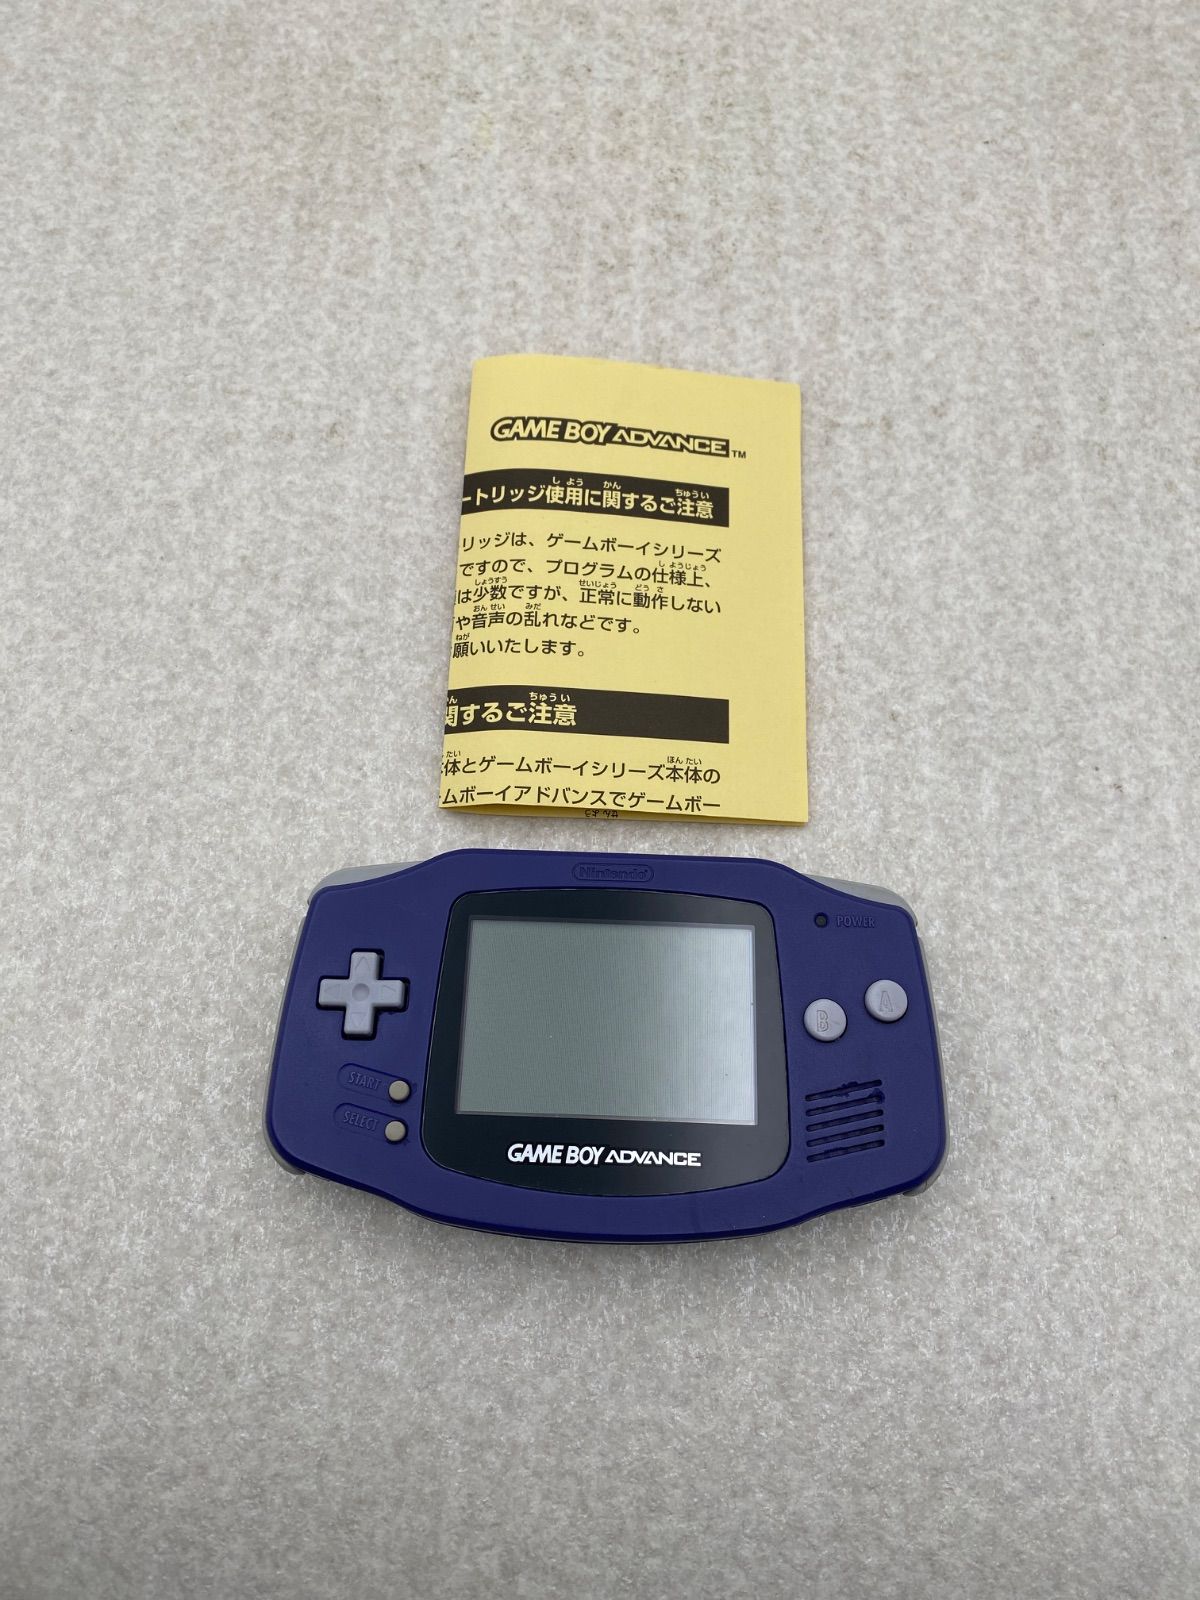 GAME BOY ADVANCE™
ートリッジ使用に関するご注意
リッジは、ゲームボーイシリーズ
ですので、プログラムの仕様上、
は少数ですが、正常に動作しない
や音声の乱れなどです。
願いいたします。
関するご注意
体とゲームボーイシリーズ本体の
ームボーイアドバンスでゲームボー
Nintendo
POWER
A
B
START
SELECT
GAME BOY ADVANCE